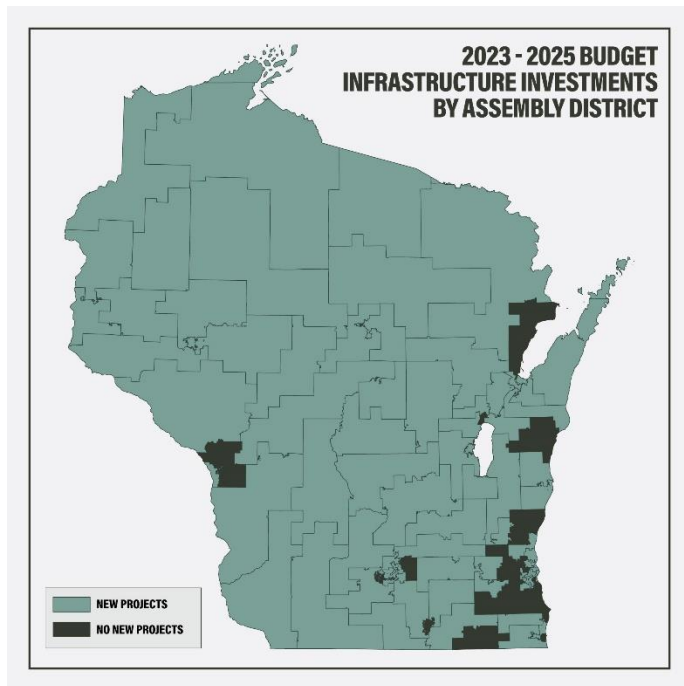 2023 - 2025 BUDGET
INFRASTRUCTURE INVESTMENTS
BY ASSEMBLY DISTRICT
NEW PROJECTS
NO NEW PROJECTS